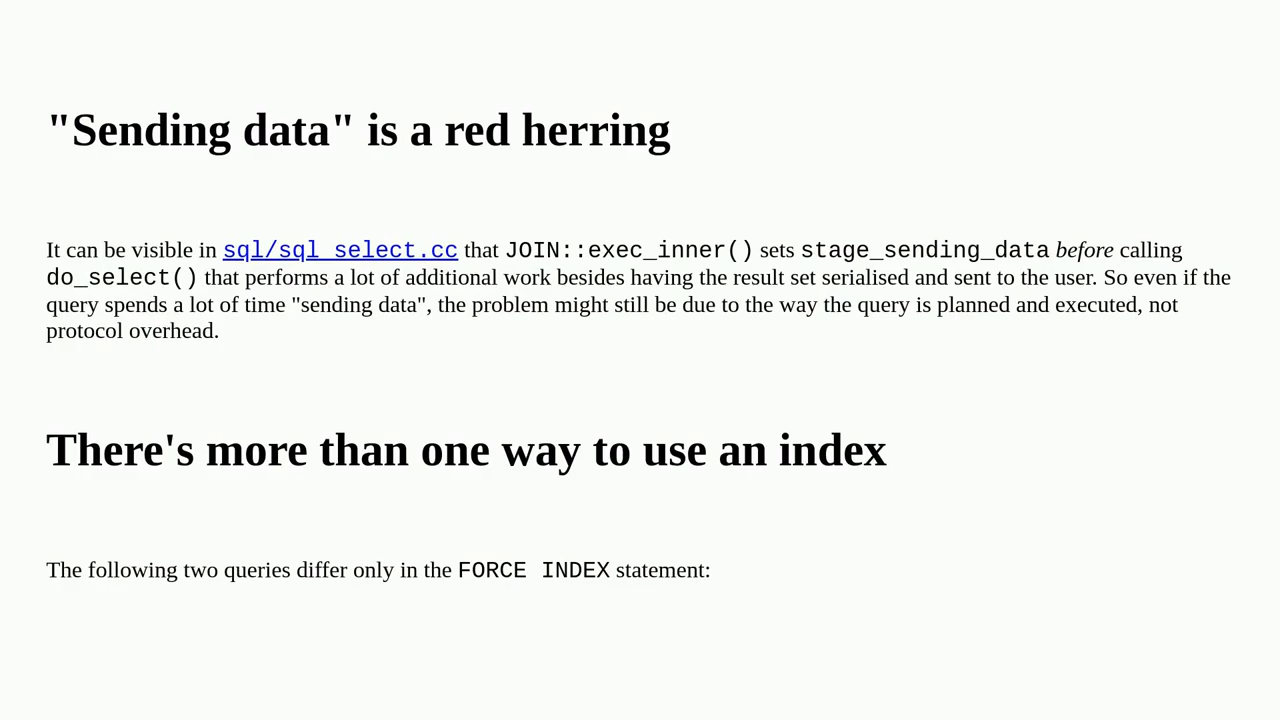 "Sending data" is a red herring
It can be visible in sql/sql_select.cc that JOIN::exec_inner() sets stage_sending_data before calling
do_select() that performs a lot of additional work besides having the result set serialised and sent to the user. So even if the
query spends a lot of time "sending data", the problem might still be due to the way the query is planned and executed, not
protocol overhead.
There's more than one way to use an index
The following two queries differ only in the FORCE INDEX statement: